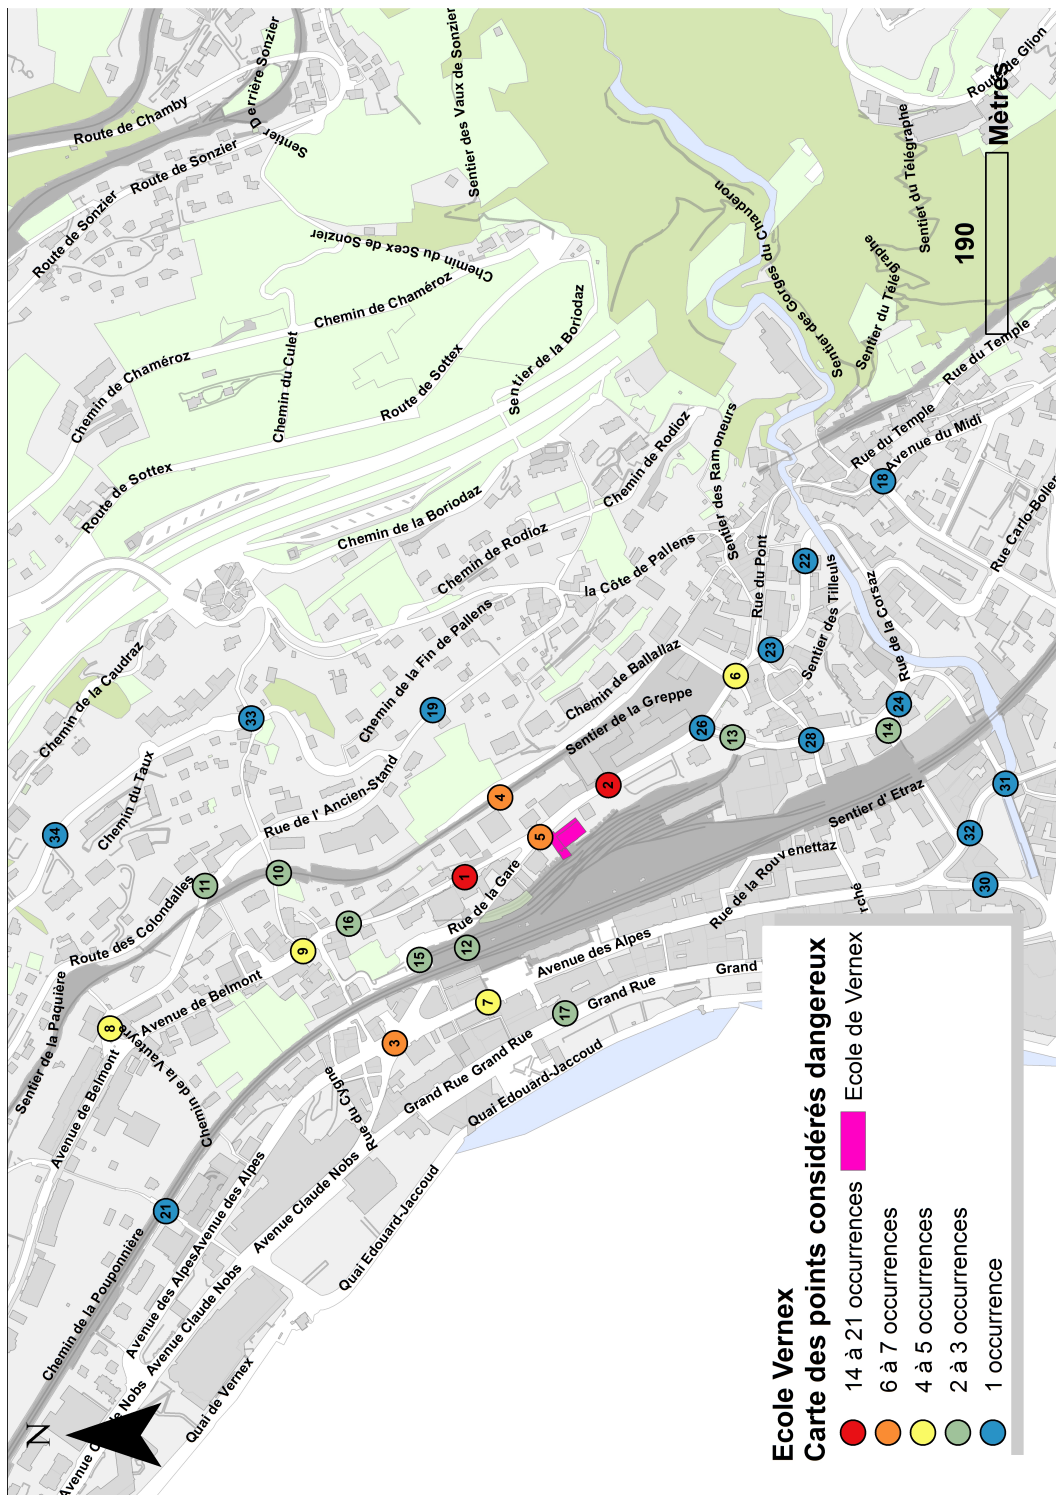 Route de Chamby
Sentier Derrière Sonzier
Route de Sonzier
Route de Sonzier
Sentier des Vaux de Sonzier
Chemin du Scex de Sonzier
Chemin de Chaméroz
Chemin de Chaméroz
Chemin du Culet
Route de Sottex
Route de Sottex
Sentier de la Boriodaz
Chemin de la Boriodaz
Chemin de Rodioz
Chemin de Rodioz
Sentier des Ramoneurs
la Côte de Pallens
Chemin de la Fin de Pallens
Chemin de Ballallaz
Sentier de la Greppe
Rue du Pont
Sentier des Tilleuls
Rue de la Corsaz
Rue Carlo-Boller
Avenue du Midi
Rue du Temple
Rue du Temple
Sentier des Gorges du Chauderon
Sentier du Télégraphe
Sentier du Télégraphe
Route de Glion
190
Mètres
Chemin de la Caudraz
Chemin du Taux
Rue de l' Ancien-Stand
Route des Colondalles
Sentier de la Paquière
Avenue de Belmont
Avenue de Belmont
Chemin de la Vauteyre
Rue de la Gare
Sentier d' Etraz
Rue de la Rouvenettaz
rché
Avenue des Alpes
Grand Rue
Grand
Grand Rue
Grand Rue
Quai Edouard-Jaccoud
Quai Edouard-Jaccoud
Rue du Cygne
Avenue Claude Nobs
Avenue Claude Nobs
Avenue des Alpes
Avenue des Alpes
Chemin de la Pouponnière
Quai de Vernex
N
34
33
19
11
10
16
9
8
21
15
12
7
3
17
1
4
5
2
26
13
6
23
22
18
28
14
24
31
32
30
Ecole Vernex
Carte des points considérés dangereux
14 à 21 occurrences
Ecole de Vernex
6 à 7 occurrences
4 à 5 occurrences
2 à 3 occurrences
1 occurrence